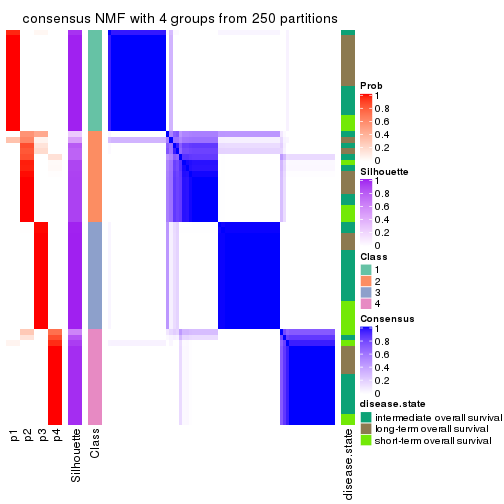 consensus NMF with 4 groups from 250 partitions
Prob
1
0.8
0.6
0.4
0.2
0
Silhouette
1
0.8
0.6
0.4
0.2
0
Class
1
2
3
4
Consensus
1
0.8
0.6
0.4
0.2
0
disease.state
intermediate overall survival
long-term overall survival
short-term overall survival
p1
p2
p3
p4
Silhouette
Class
disease.state